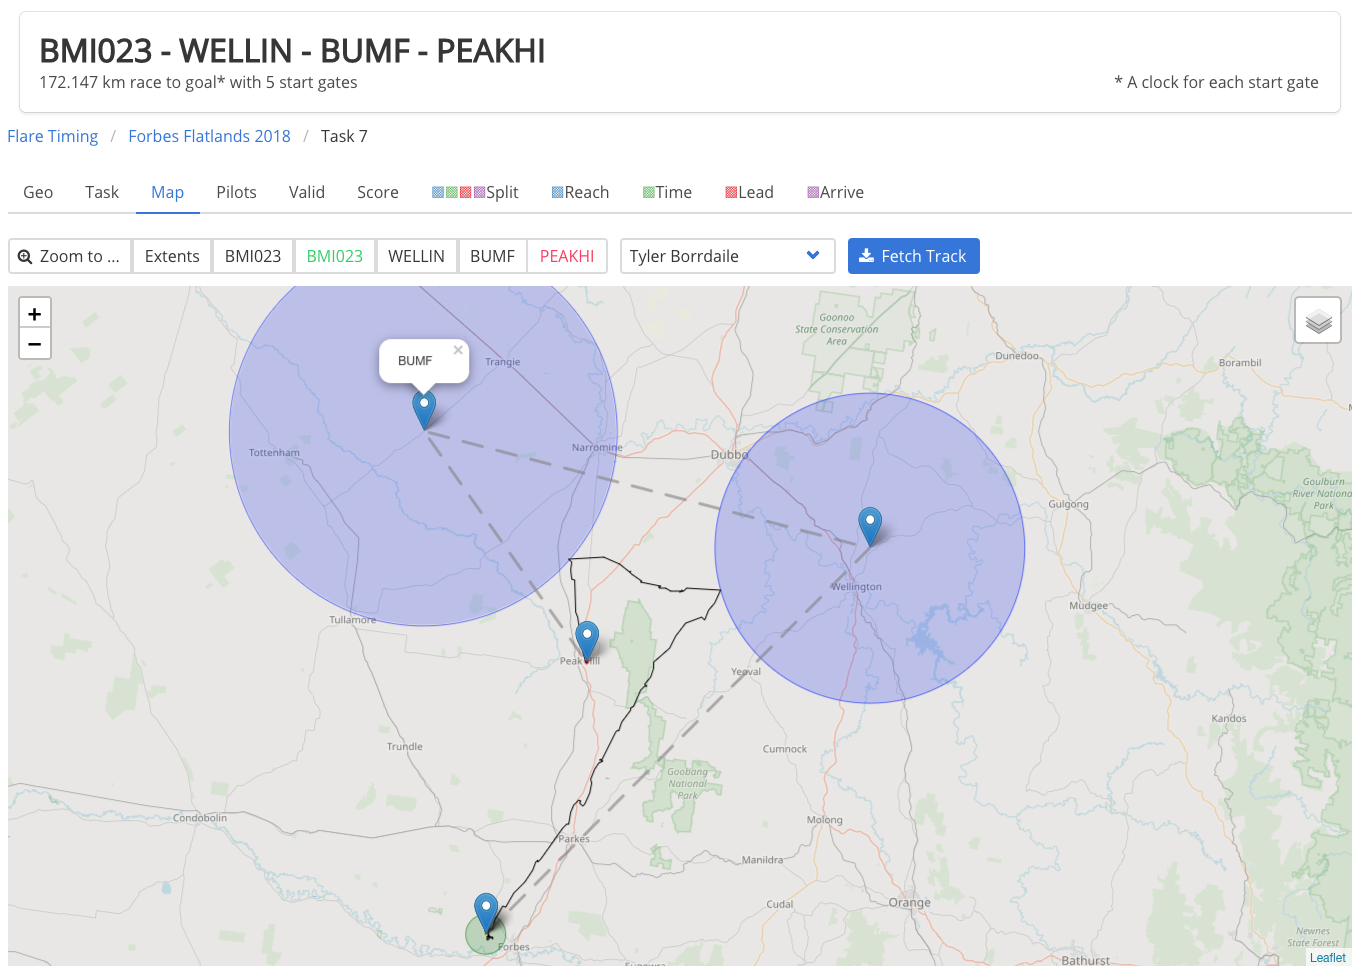 BMI023 - WELLIN - BUMF - PEAKHI
172.147 km race to goal* with 5 start gates
* A clock for each start gate
Flare Timing / Forbes Flatlands 2018 / Task 7
Geo Task Map Pilots Valid Score Split Reach Time Lead Arrive
Zoom to ... Extents BMI023 BMI023 WELLIN BUMF PEAKHI Tyler Borrdaile Fetch Track
+
−
BUMF ×
Goonoo
State Conservation
Area
Trangie
Dunedoo
Borambil
Tottenham
Narromine
Dubbo
Goulburn
River National
Park
Gulgong
Wellington
Mudgee
Tullamore
Peak Hill
Yeoval
Kandos
Trundle
Cumnock
Goobang
National
Park
Condobolin
Molong
Parkes
Manildra
Cudal
Orange
Forbes
Newnes
State Forest
Bathurst
Leaflet